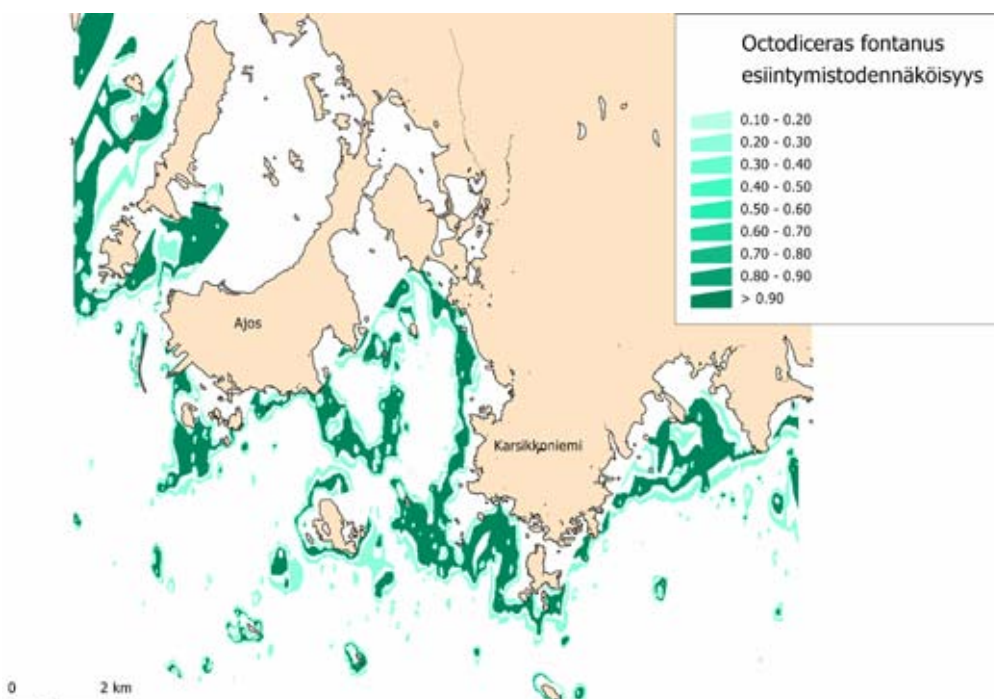 Octodiceras fontanus
esiintymistodennäköisyys
0.10 - 0.20
0.20 - 0.30
0.30 - 0.40
0.40 - 0.50
0.50 - 0.60
0.60 - 0.70
0.70 - 0.80
0.80 - 0.90
> 0.90
Ajos
Karsikkoniemi
0 2 km